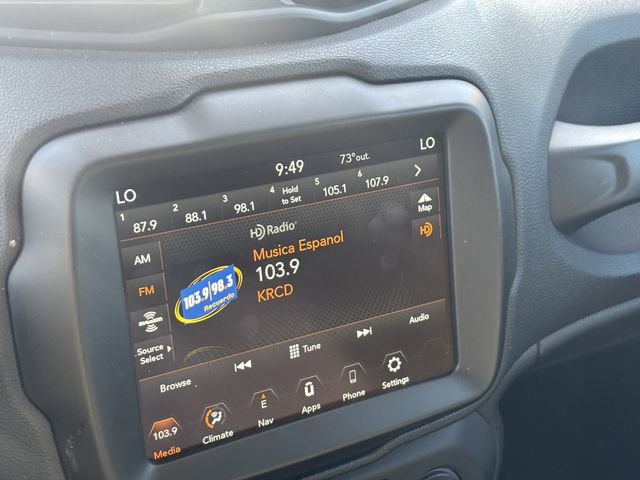 9:49
73°out.
LO
LO
1 87.9
2 88.1
3 98.1
4 Hold to Set
5 105.1
6 107.9
HD Radio
Map
AM
Musica Espanol
HD
FM
103.9|98.3
Recuerdo
103.9
KRCD
siriusxm
Source
Select
Audio
Tune
Browse
103.9
Media
Climate
E
Nav
Apps
Phone
Settings